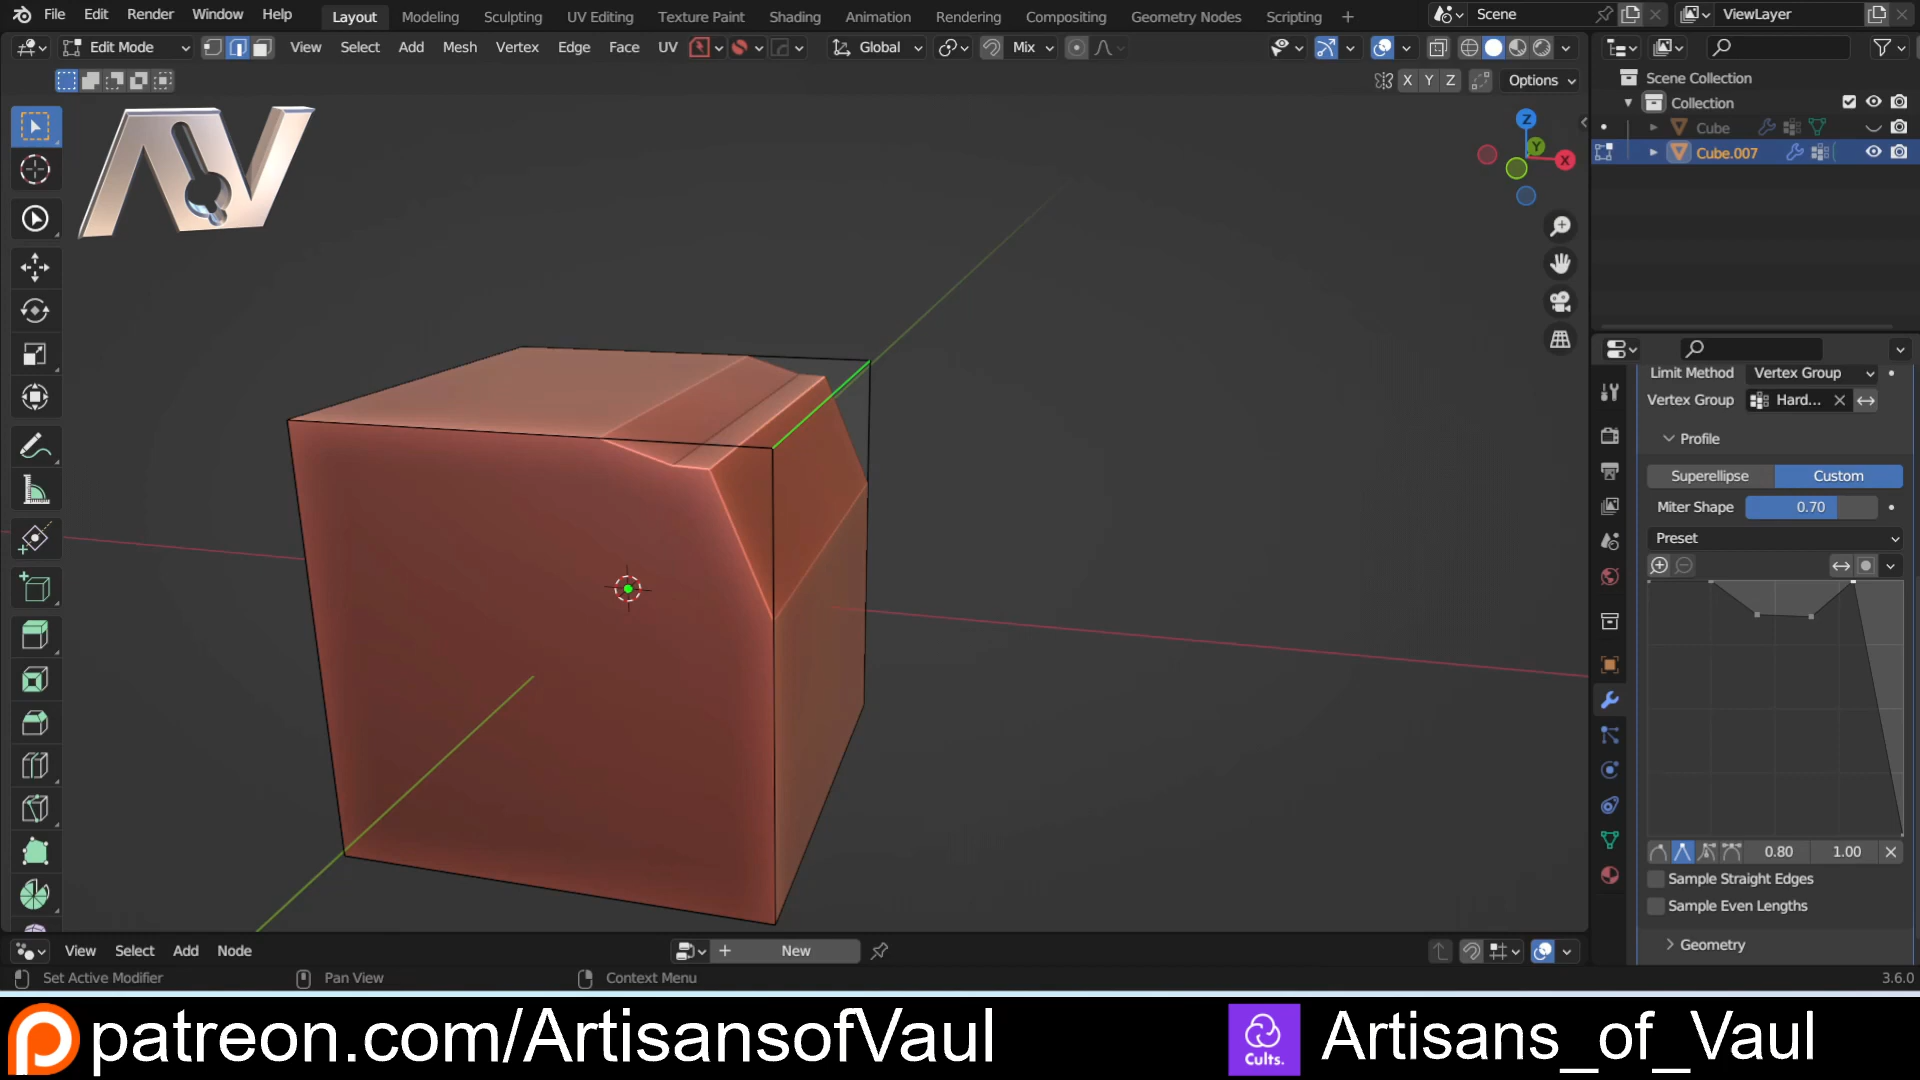 File Edit Render Window Help Layout Modeling Sculpting UV Editing Texture Paint Shading Animation Rendering Compositing Geometry Nodes Scripting + Scene ViewLayer
Edit Mode View Select Add Mesh Vertex Edge Face UV Global Mix
X Y Z Options
Scene Collection
Collection
Cube
Cube.007
Z
Y
X
AV
Limit Method Vertex Group
Vertex Group Hard...
Profile
Superellipse Custom
Miter Shape 0.70
Preset
0.80 1.00
Sample Straight Edges
Sample Even Lengths
Geometry
View Select Add Node New
Set Active Modifier Pan View Context Menu 3.6.0
patreon.com/ArtisansofVaul
Cults.
Artisans_of_Vaul